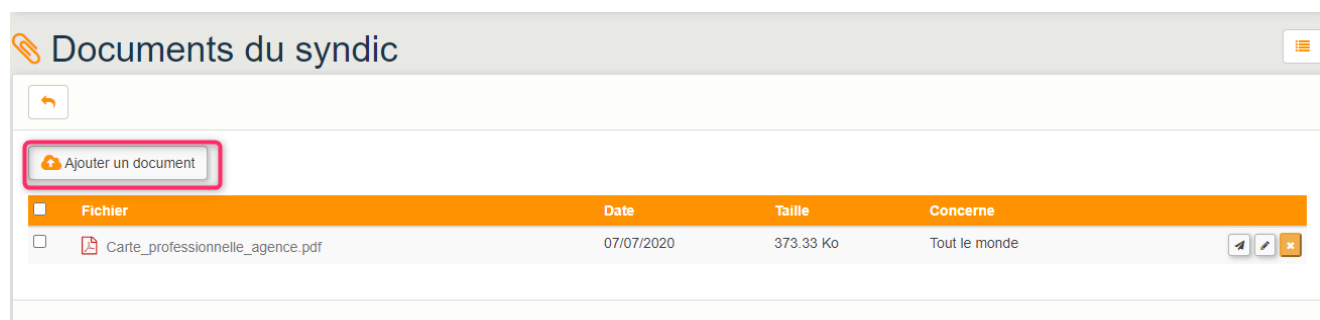 Documents du syndic
Ajouter un document
Fichier Date Taille Concerne
Carte_professionnelle_agence.pdf 07/07/2020 373.33 Ko Tout le monde